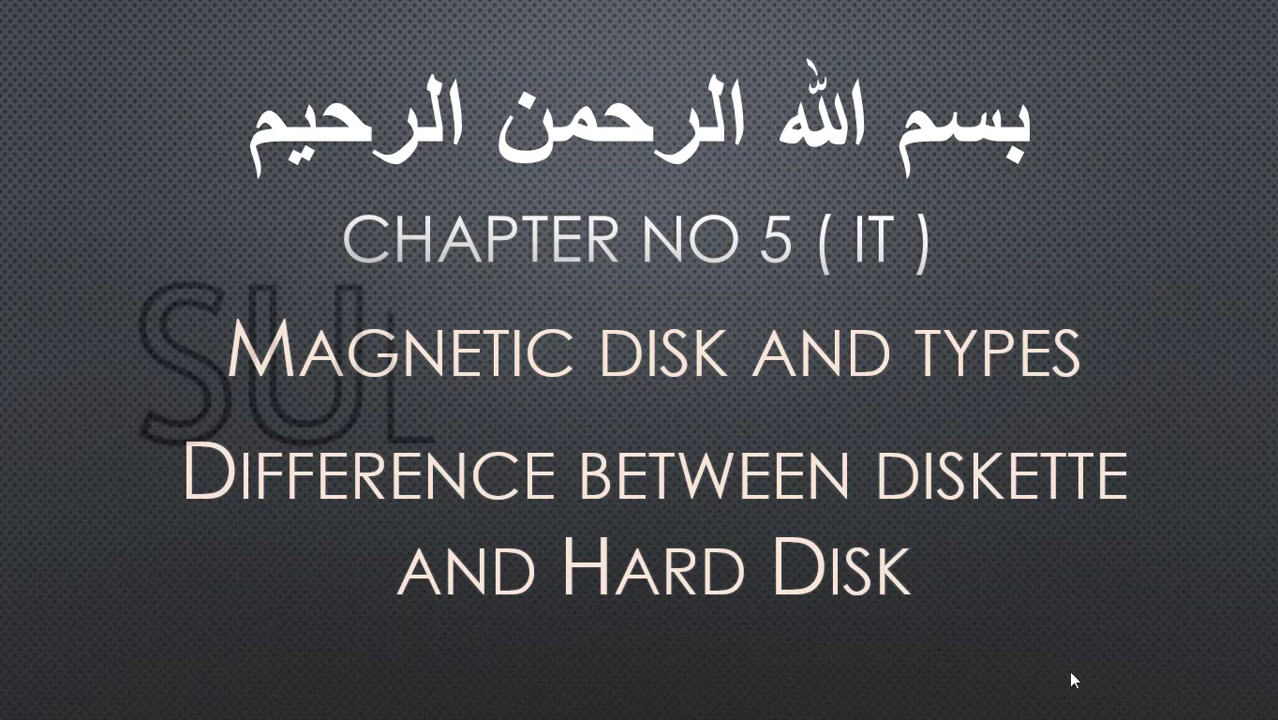 بسم الله الرحمن الرحيم
CHAPTER NO 5 ( IT )
MAGNETIC DISK AND TYPES
DIFFERENCE BETWEEN DISKETTE
AND HARD DISK
SUL